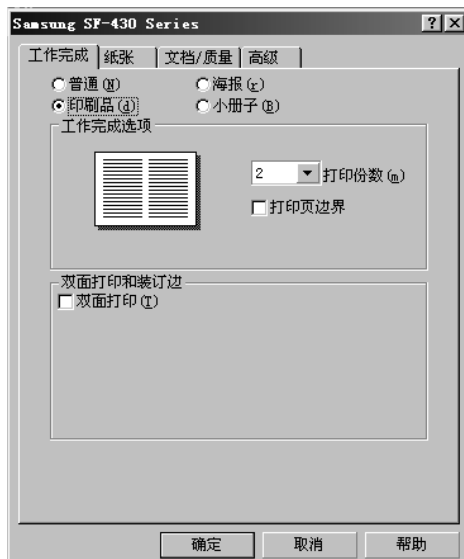 Samsung SF-430 Series
工作完成 纸张 文档/质量 高级
普通(N) 海报(r)
印刷品(d) 小册子(B)
工作完成选项
2 打印份数(m)
打印页边界
双面打印和装订边
双面打印(T)
确定 取消 帮助